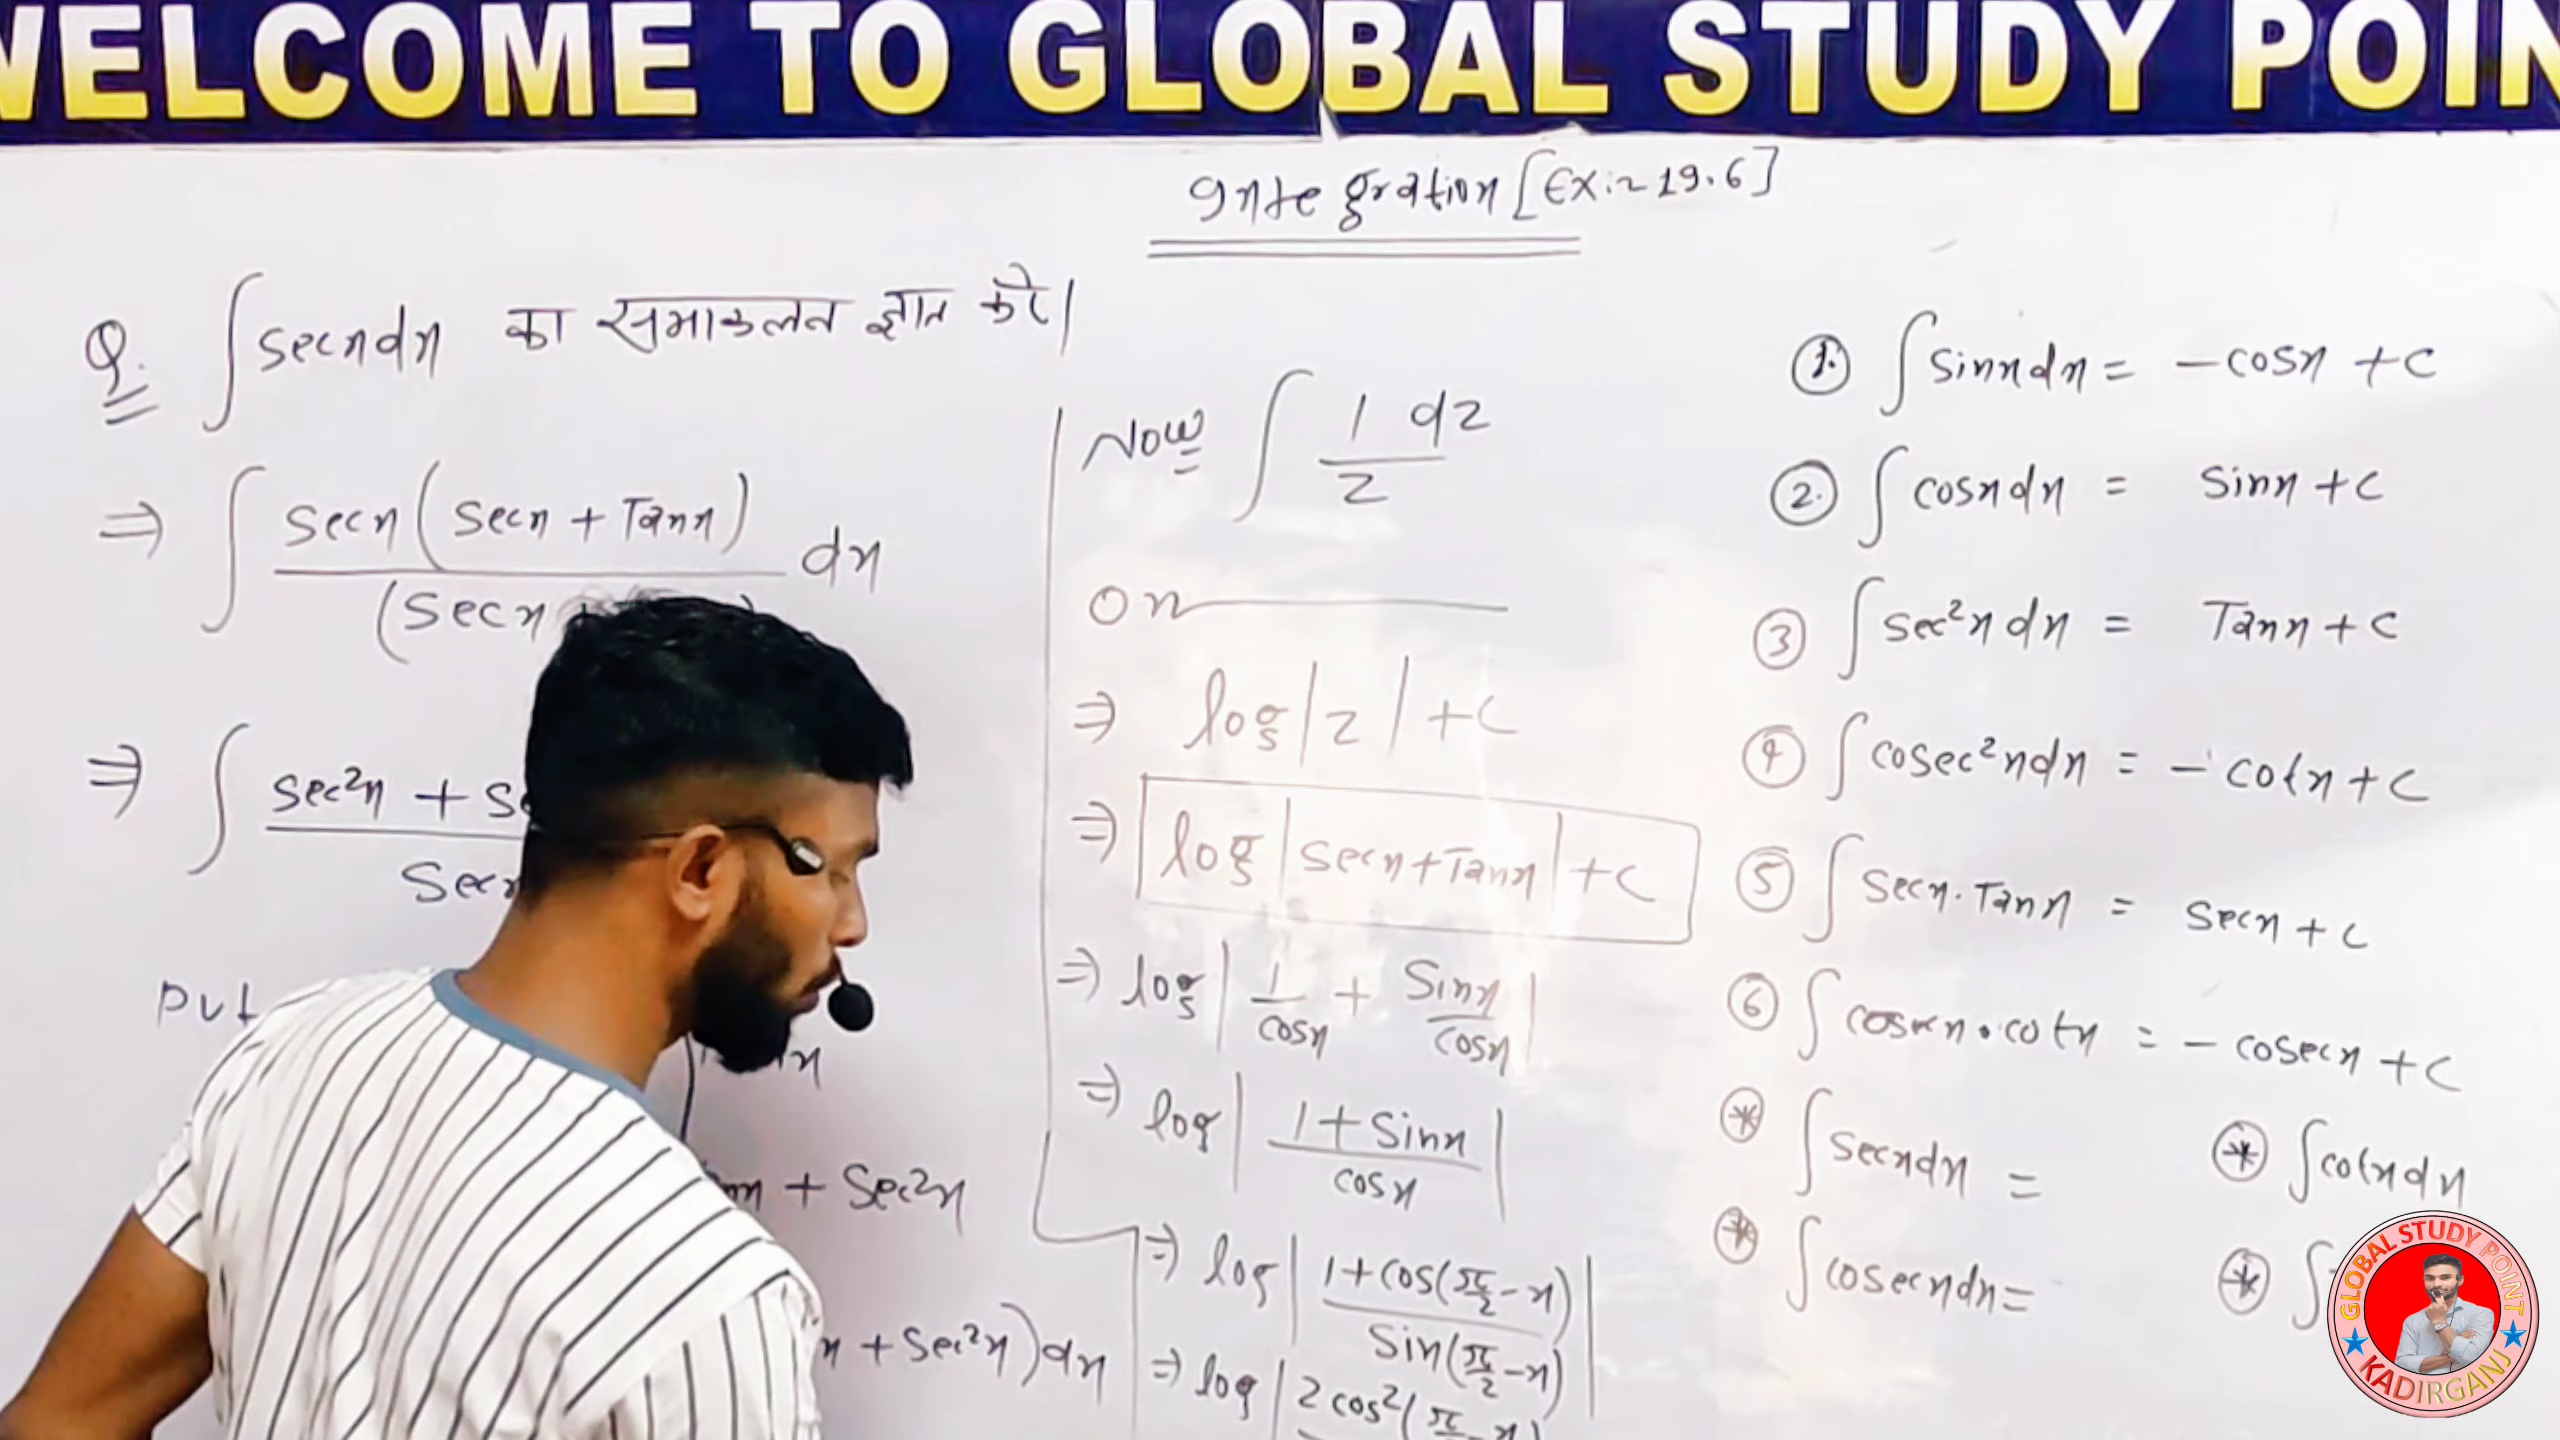 WELCOME TO GLOBAL STUDY POIN
Integration [Ex:~ 19.6]
Q. ∫ secx dx का समाकलन ज्ञात करे।
⇒ ∫ secx (secx + Tanx) dx
(Secx +
⇒ ∫ sec²x + Se
Secx
Put
x
+ Sec²x
x + Sec²x) dx
Now ∫ 1 dz
z
on
⇒ log |z| + c
⇒ log |secx + Tanx| + c
⇒ log | 1/cosx + Sinx/cosx |
⇒ log | 1 + Sinx
cosx |
⇒ log | 1 + cos(π/2 - x)
Sin(π/2 - x) |
⇒ log | 2 cos² (π/2 - x)
1. ∫ sinx dx = - cosx + c
2. ∫ cosx dx = Sinx + c
3 ∫ sec²x dx = Tanx + c
4 ∫ cosec²x dx = - cotx + c
5 ∫ Secx . Tanx = Secx + c
6 ∫ cosecx . cotx = - cosecx + c
* ∫ secx dx =
* ∫ cotx dx
* ∫ cosecx dx =
* ∫
GLOBAL STUDY POINT
KADIRGANJ